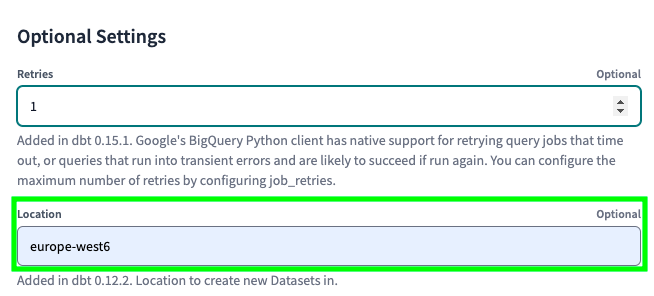 Optional Settings
Retries Optional
1
Added in dbt 0.15.1. Google's BigQuery Python client has native support for retrying query jobs that time
out, or queries that run into transient errors and are likely to succeed if run again. You can configure the
maximum number of retries by configuring job_retries.
Location Optional
europe-west6
Added in dbt 0.12.2. Location to create new Datasets in.